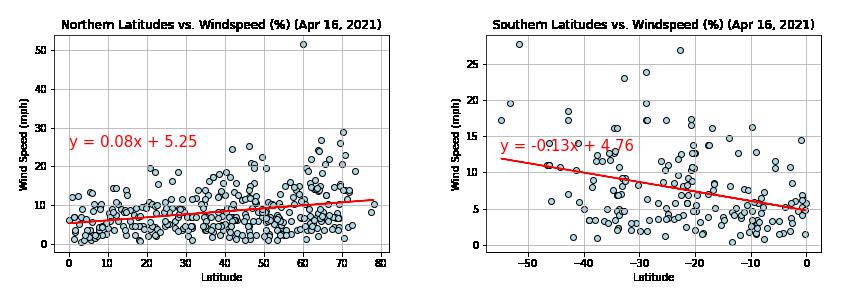 Northern Latitudes vs. Windspeed (%) (Apr 16, 2021)
Wind Speed (mph)
50
40
30
20
10
0
y = 0.08x + 5.25
0 10 20 30 40 50 60 70 80
Latitude
Southern Latitudes vs. Windspeed (%) (Apr 16, 2021)
Wind Speed (mph)
25
20
15
10
5
0
y = -0.13x + 4.76
−50 −40 −30 −20 −10 0
Latitude